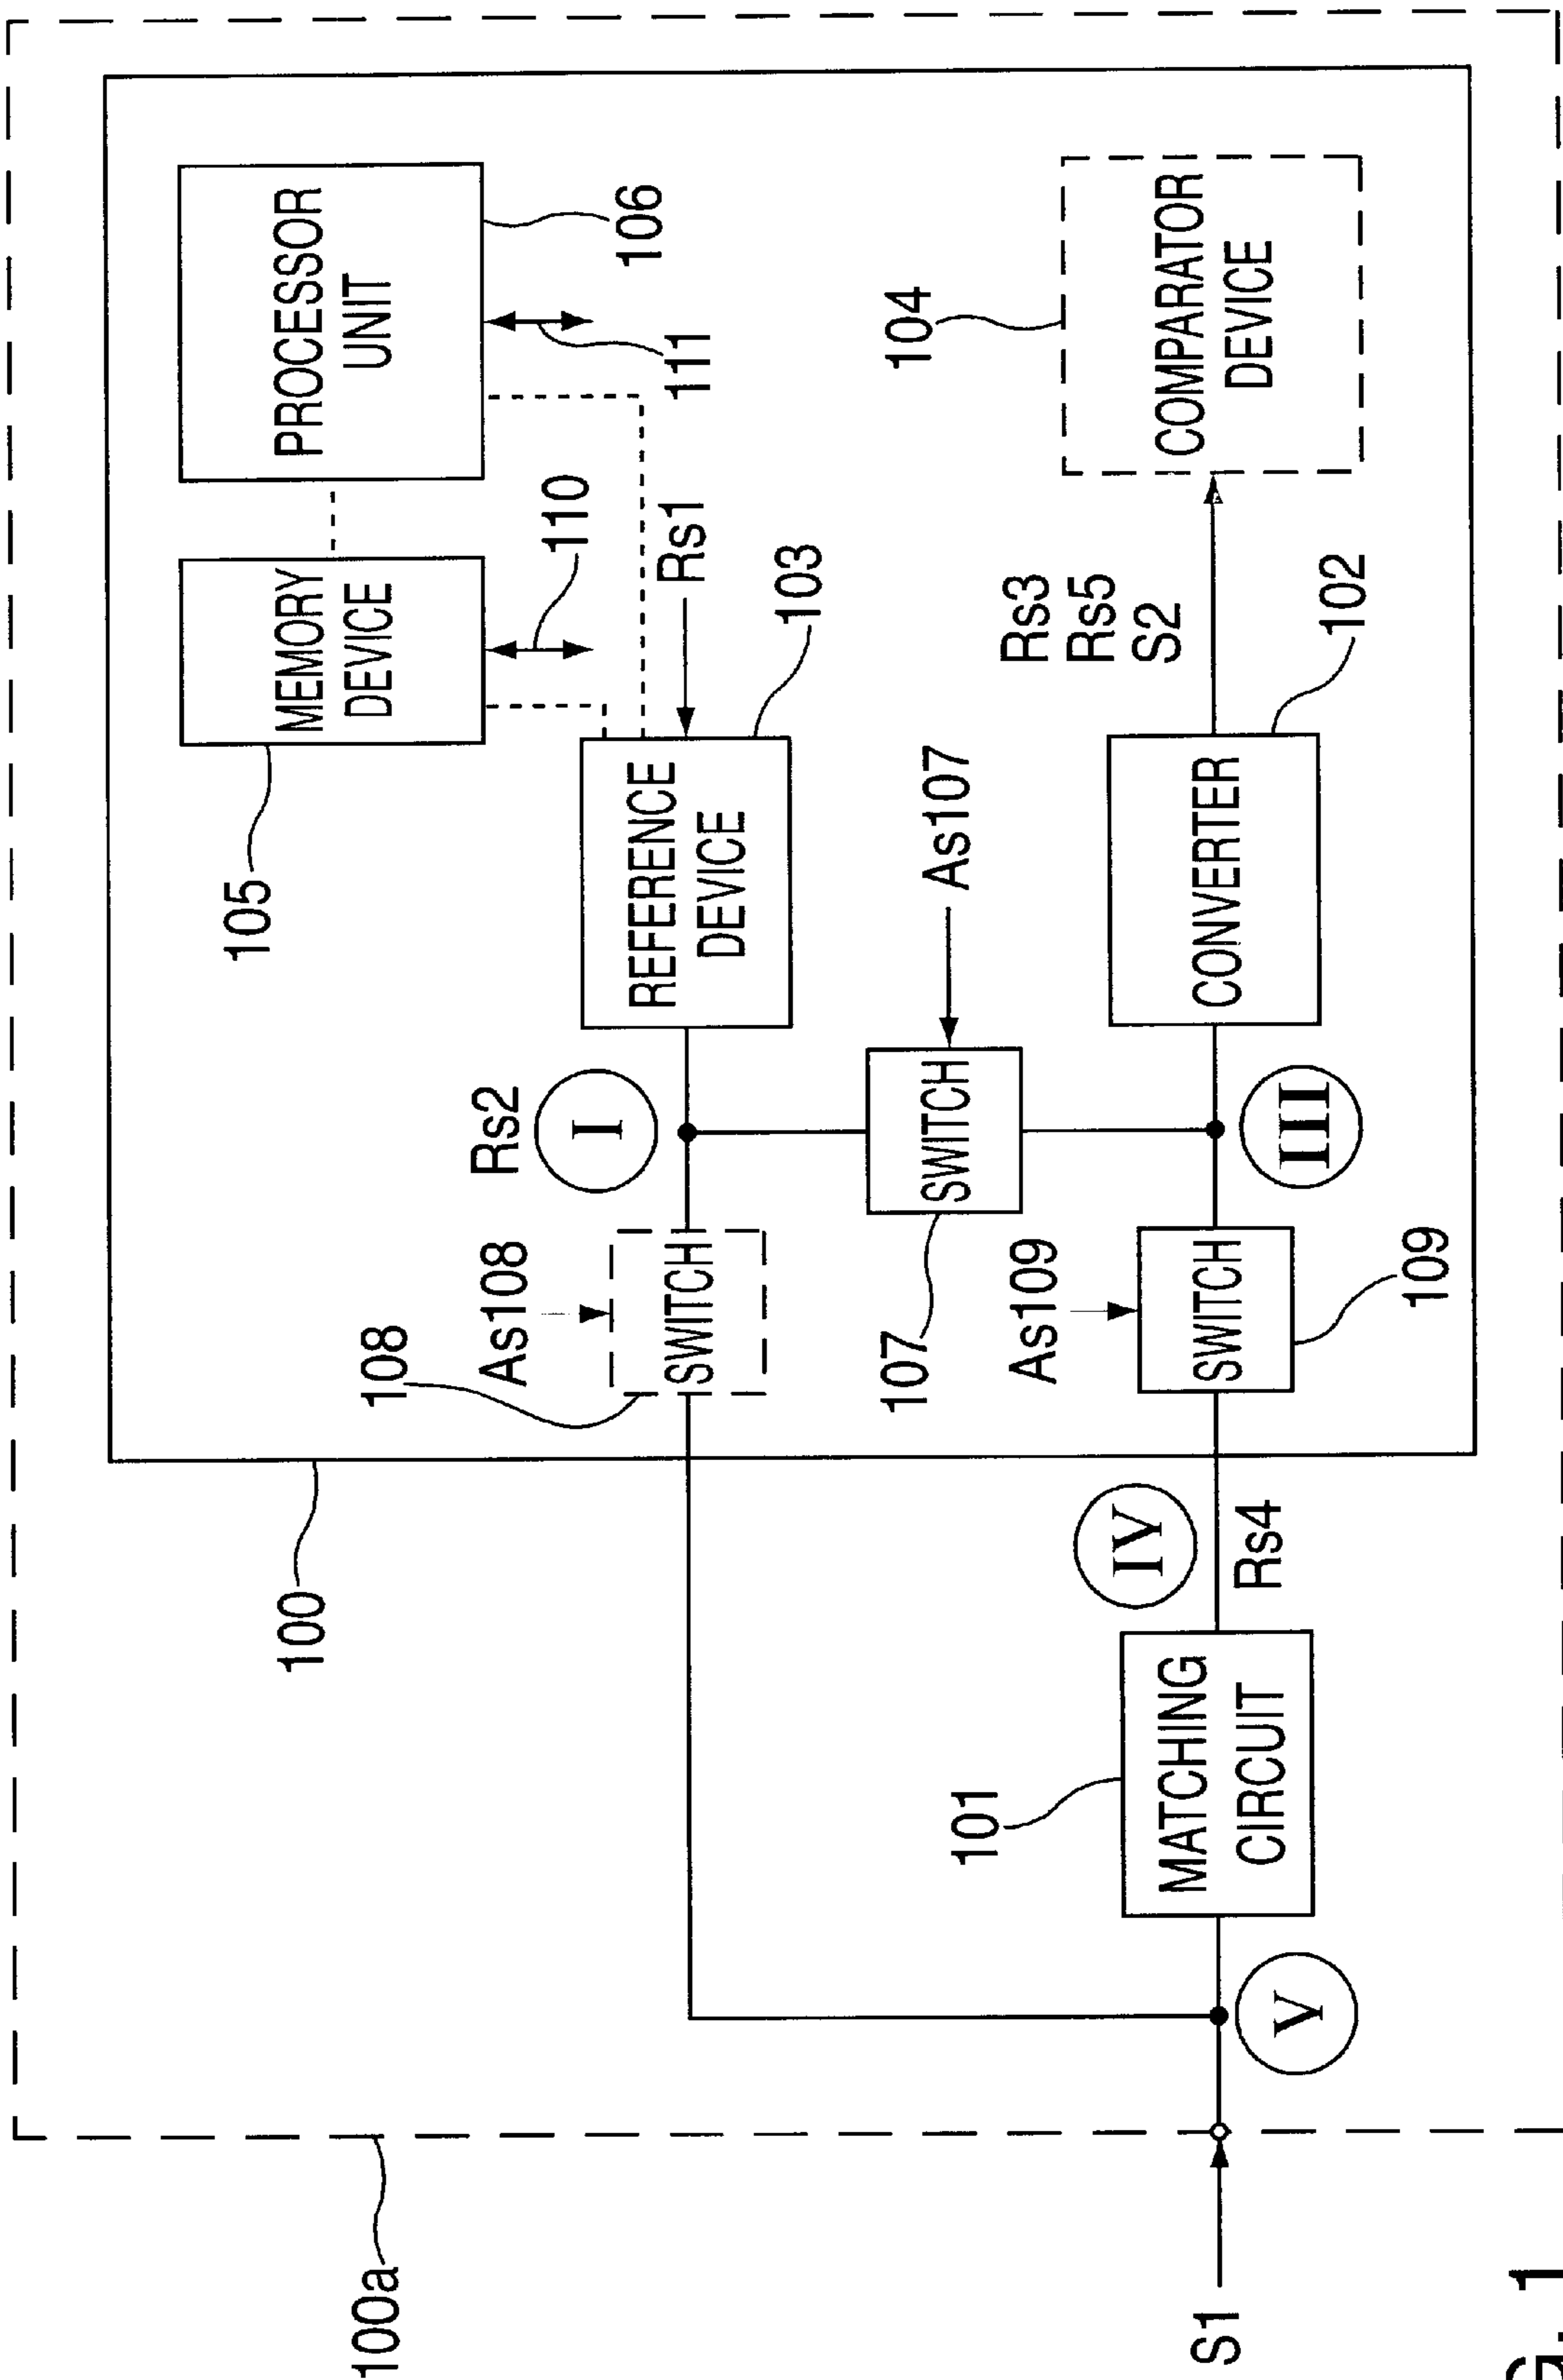 100a
100
105
MEMORY
DEVICE
PROCESSOR
UNIT
106
110
111
108
As108
Rs2
I
Rs1
SWITCH
REFERENCE
DEVICE
103
107
SWITCH
As107
104
As109
IV
Rs3
Rs5
S2
101
MATCHING
CIRCUIT
Rs4
SWITCH
CONVERTER
COMPARATOR
DEVICE
S1
V
109
III
102
G. 1